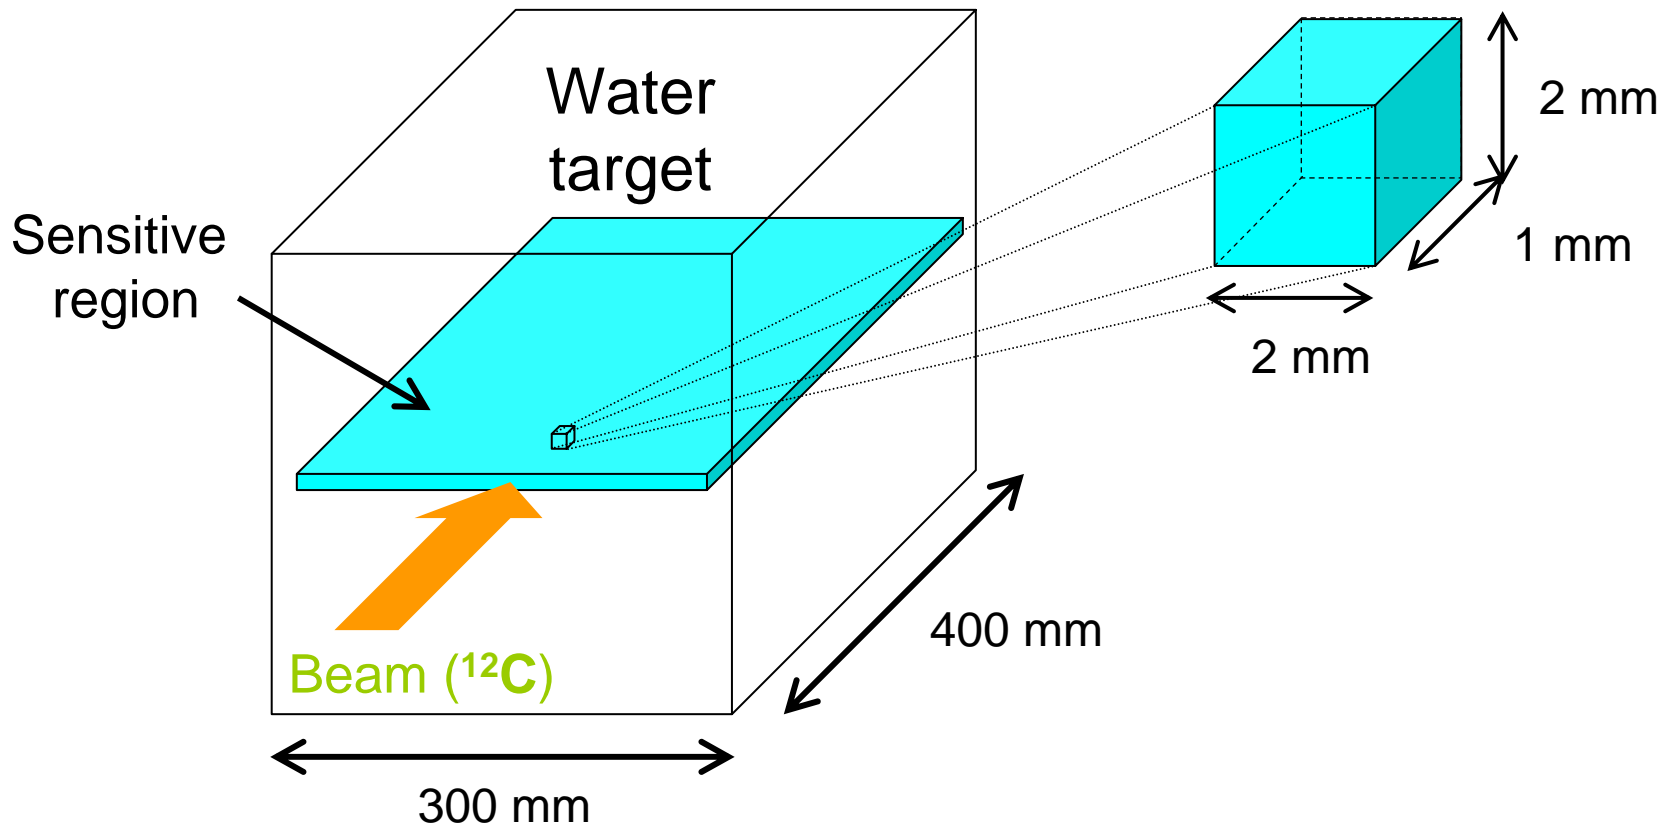 Water
target
Sensitive
region
2 mm
1 mm
2 mm
400 mm
Beam (¹²C)
300 mm